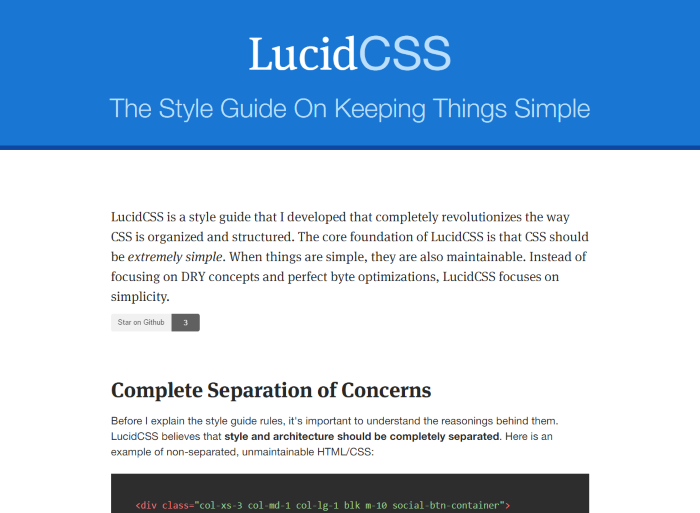 LucidCSS
The Style Guide On Keeping Things Simple
LucidCSS is a style guide that I developed that completely revolutionizes the way
CSS is organized and structured. The core foundation of LucidCSS is that CSS should
be extremely simple. When things are simple, they are also maintainable. Instead of
focusing on DRY concepts and perfect byte optimizations, LucidCSS focuses on
simplicity.
Star on Github 3
Complete Separation of Concerns
Before I explain the style guide rules, it's important to understand the reasonings behind them.
LucidCSS believes that style and architecture should be completely separated. Here is an
example of non-separated, unmaintainable HTML/CSS:
<div class="col-xs-3 col-md-1 col-lg-1 blk m-10 social-btn-container">